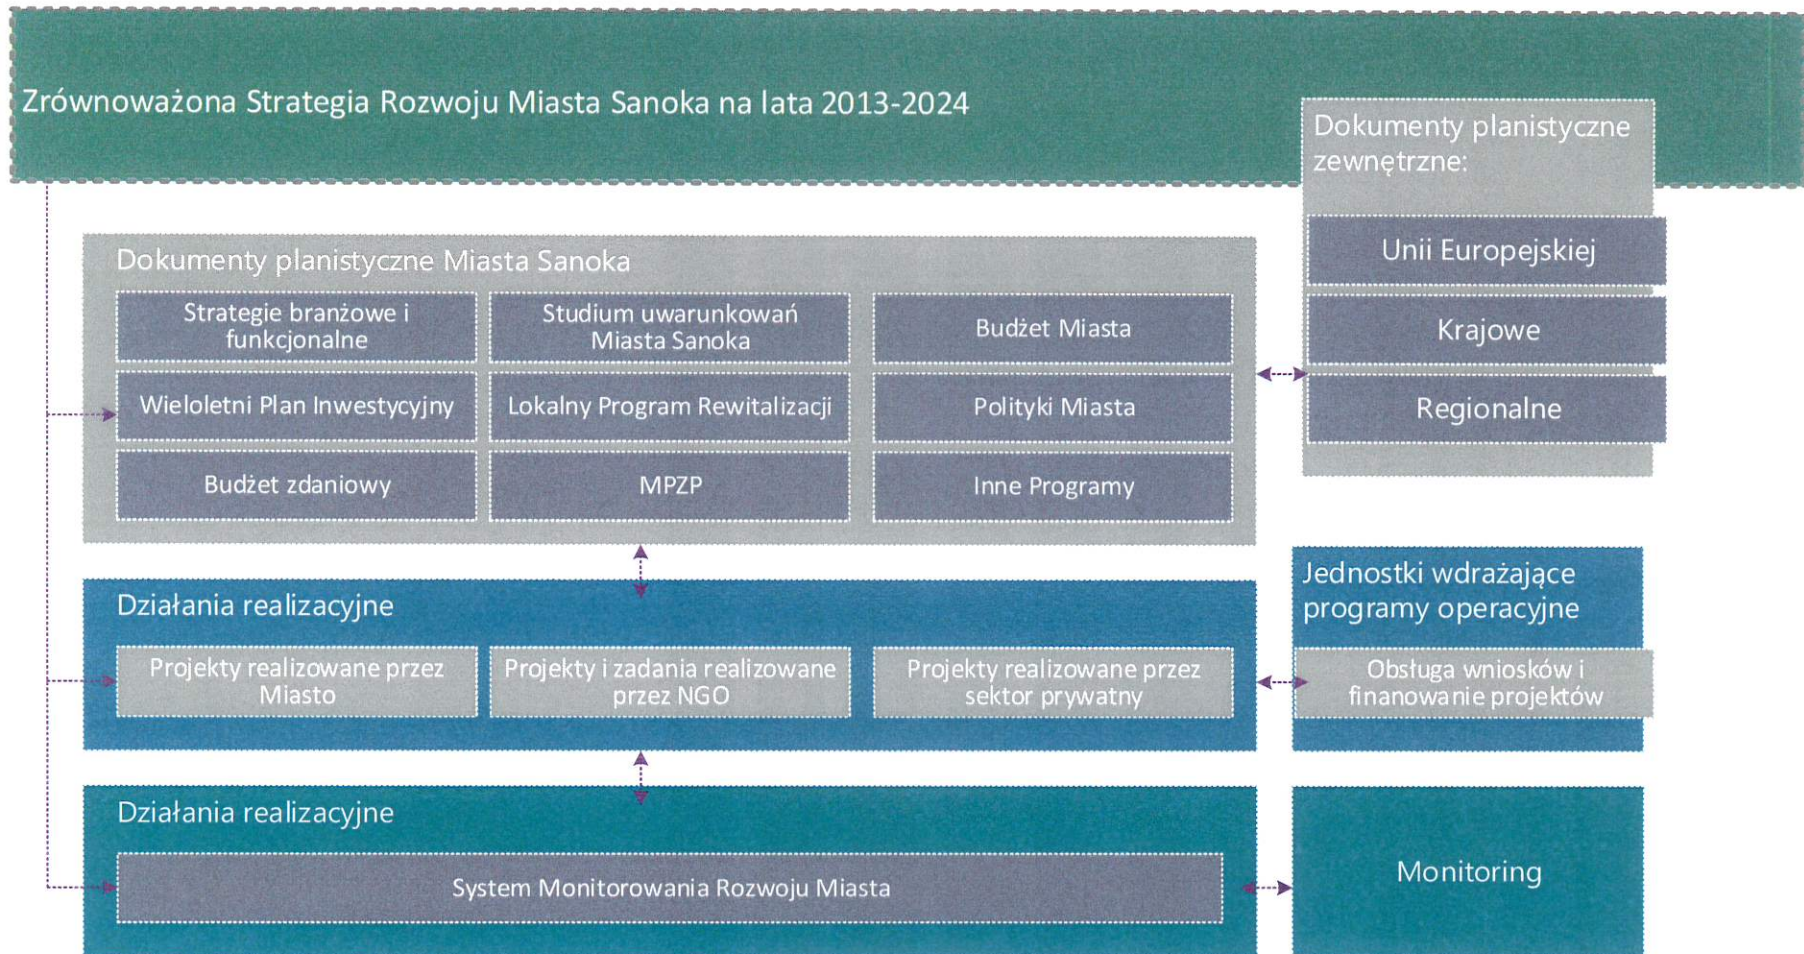 Zrównoważona Strategia Rozwoju Miasta Sanoka na lata 2013-2024
Dokumenty planistyczne
zewnętrzne:
Unii Europejskiej
Krajowe
Regionalne
Dokumenty planistyczne Miasta Sanoka
Strategie branżowe i
funkcjonalne
Studium uwarunkowań
Miasta Sanoka
Budżet Miasta
Wieloletni Plan Inwestycyjny
Lokalny Program Rewitalizacji
Polityki Miasta
Budżet zdaniowy
MPZP
Inne Programy
Działania realizacyjne
Projekty realizowane przez
Miasto
Projekty i zadania realizowane
przez NGO
Projekty realizowane przez
sektor prywatny
Jednostki wdrażające
programy operacyjne
Obsługa wniosków i
finansowanie projektów
Działania realizacyjne
System Monitorowania Rozwoju Miasta
Monitoring